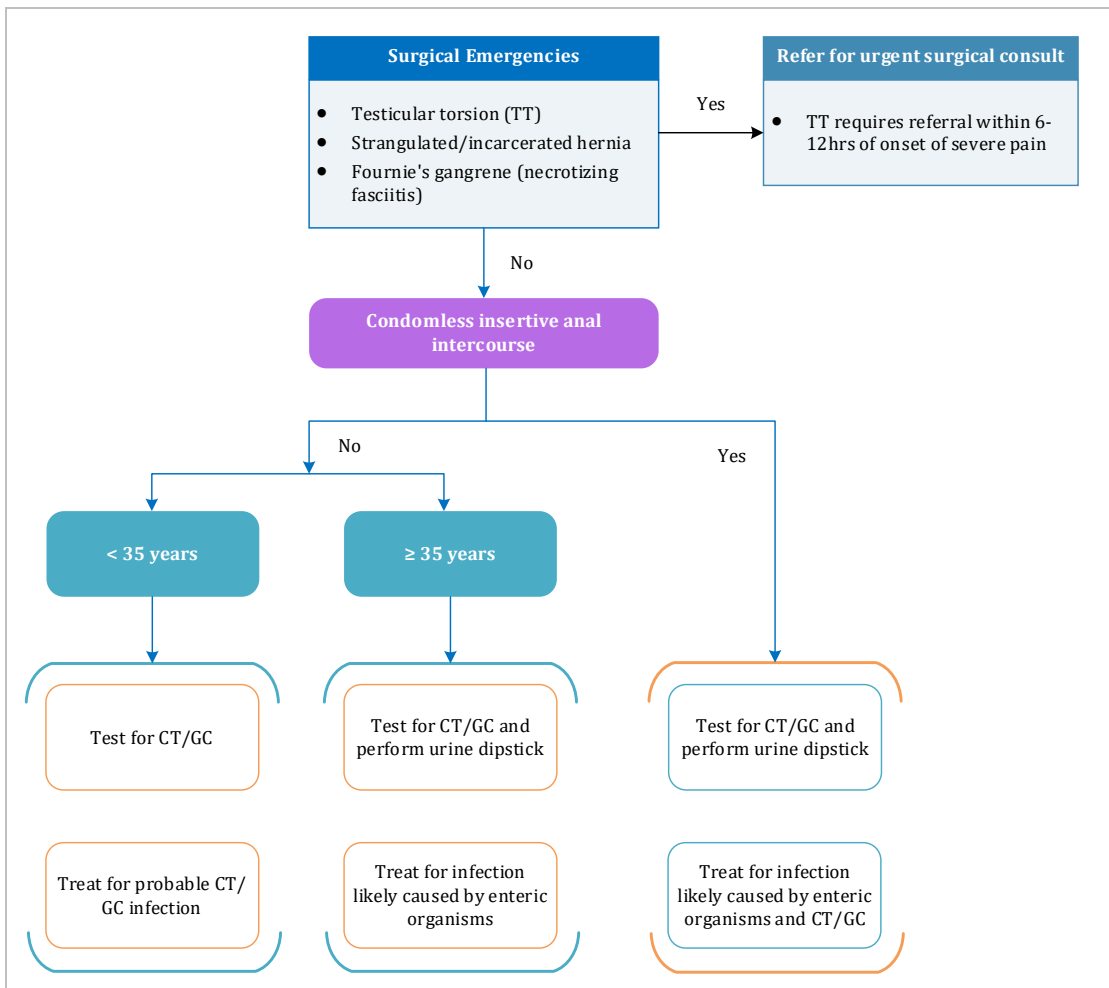 Surgical Emergencies
• Testicular torsion (TT)
• Strangulated/incarcerated hernia
• Fournie's gangrene (necrotizing
fasciitis)
Yes
Refer for urgent surgical consult
• TT requires referral within 6-
12hrs of onset of severe pain
No
Condomless insertive anal
intercourse
No
Yes
< 35 years
≥ 35 years
Test for CT/GC
Test for CT/GC and
perform urine dipstick
Test for CT/GC and
perform urine dipstick
Treat for probable CT/
GC infection
Treat for infection
likely caused by enteric
organisms
Treat for infection
likely caused by enteric
organisms and CT/GC